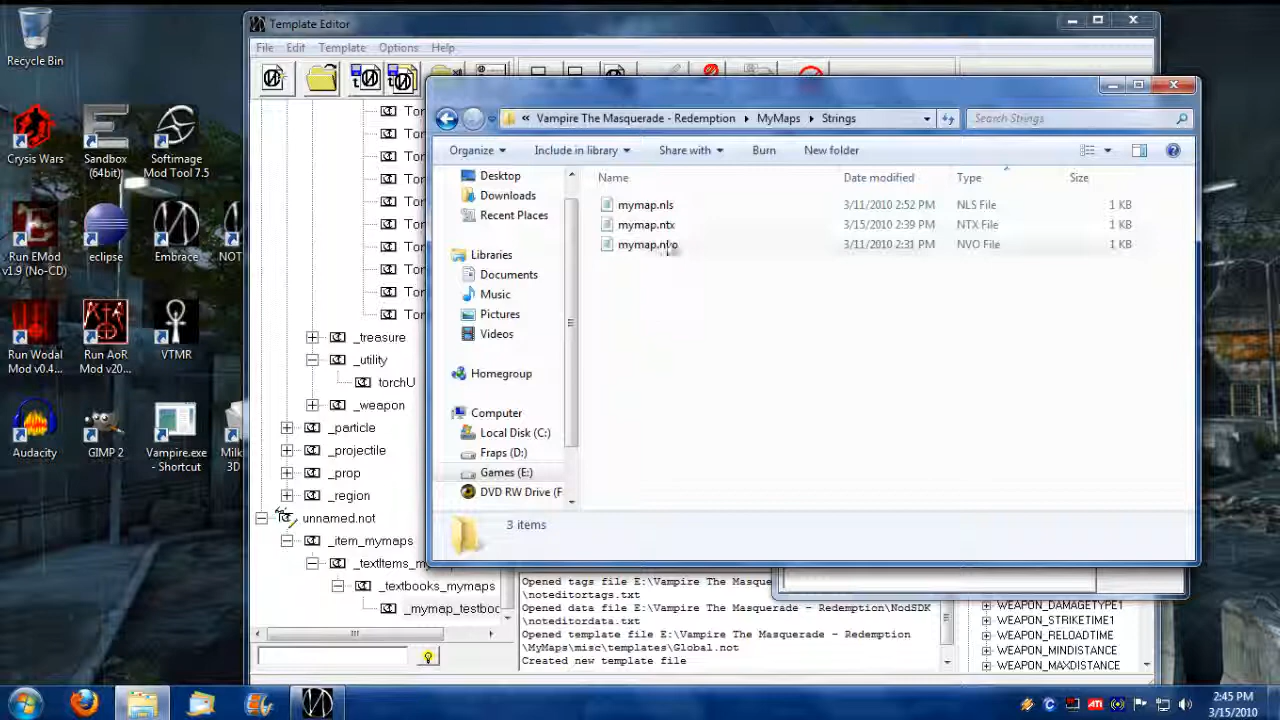 Recycle Bin
Crysis Wars
Sandbox (64bit)
Softimage Mod Tool 7.5
Run EMod v1.9 (No-CD)
eclipse
Embrace
Run Wodal Mod v0.4...
Run AoR Mod v20...
VTMR
Audacity
GIMP 2
Vampire.exe - Shortcut
Template Editor
File Edit Template Options Help
_treasure
_utility
torchU
_weapon
_particle
_projectile
_prop
_region
unnamed.not
_item_mymaps
_textbooks_mymaps
« Vampire The Masquerade - Redemption MyMaps Strings
Search Strings
Organize Include in library Share with Burn New folder
Desktop
Downloads
Recent Places
Libraries
Documents
Music
Pictures
Videos
Homegroup
Computer
Local Disk (C:)
Fraps (D:)
Games (E:)
DVD RW Drive (F
Name Date modified Type Size
mymap.nls 3/11/2010 2:52 PM NLS File 1 KB
mymap.ntx 3/15/2010 2:39 PM NTX File 1 KB
mymap.nvo 3/11/2010 2:31 PM NVO File 1 KB
3 items
Opened tags file E:\Vampire The Masque
\noteditortags.txt
Opened data file E:\Vampire The Masquerade - Redemption\NodSDK
\noteditordata.txt
Opened template file E:\Vampire The Masquerade - Redemption
\MyMaps\misc\templates\Global.not
Created new template file
WEAPON_DAMAGETYPE1
WEAPON_STRIKETIME1
WEAPON_RELOADTIME
WEAPON_MINDISTANCE
WEAPON_MAXDISTANCE
2:45 PM
3/15/2010